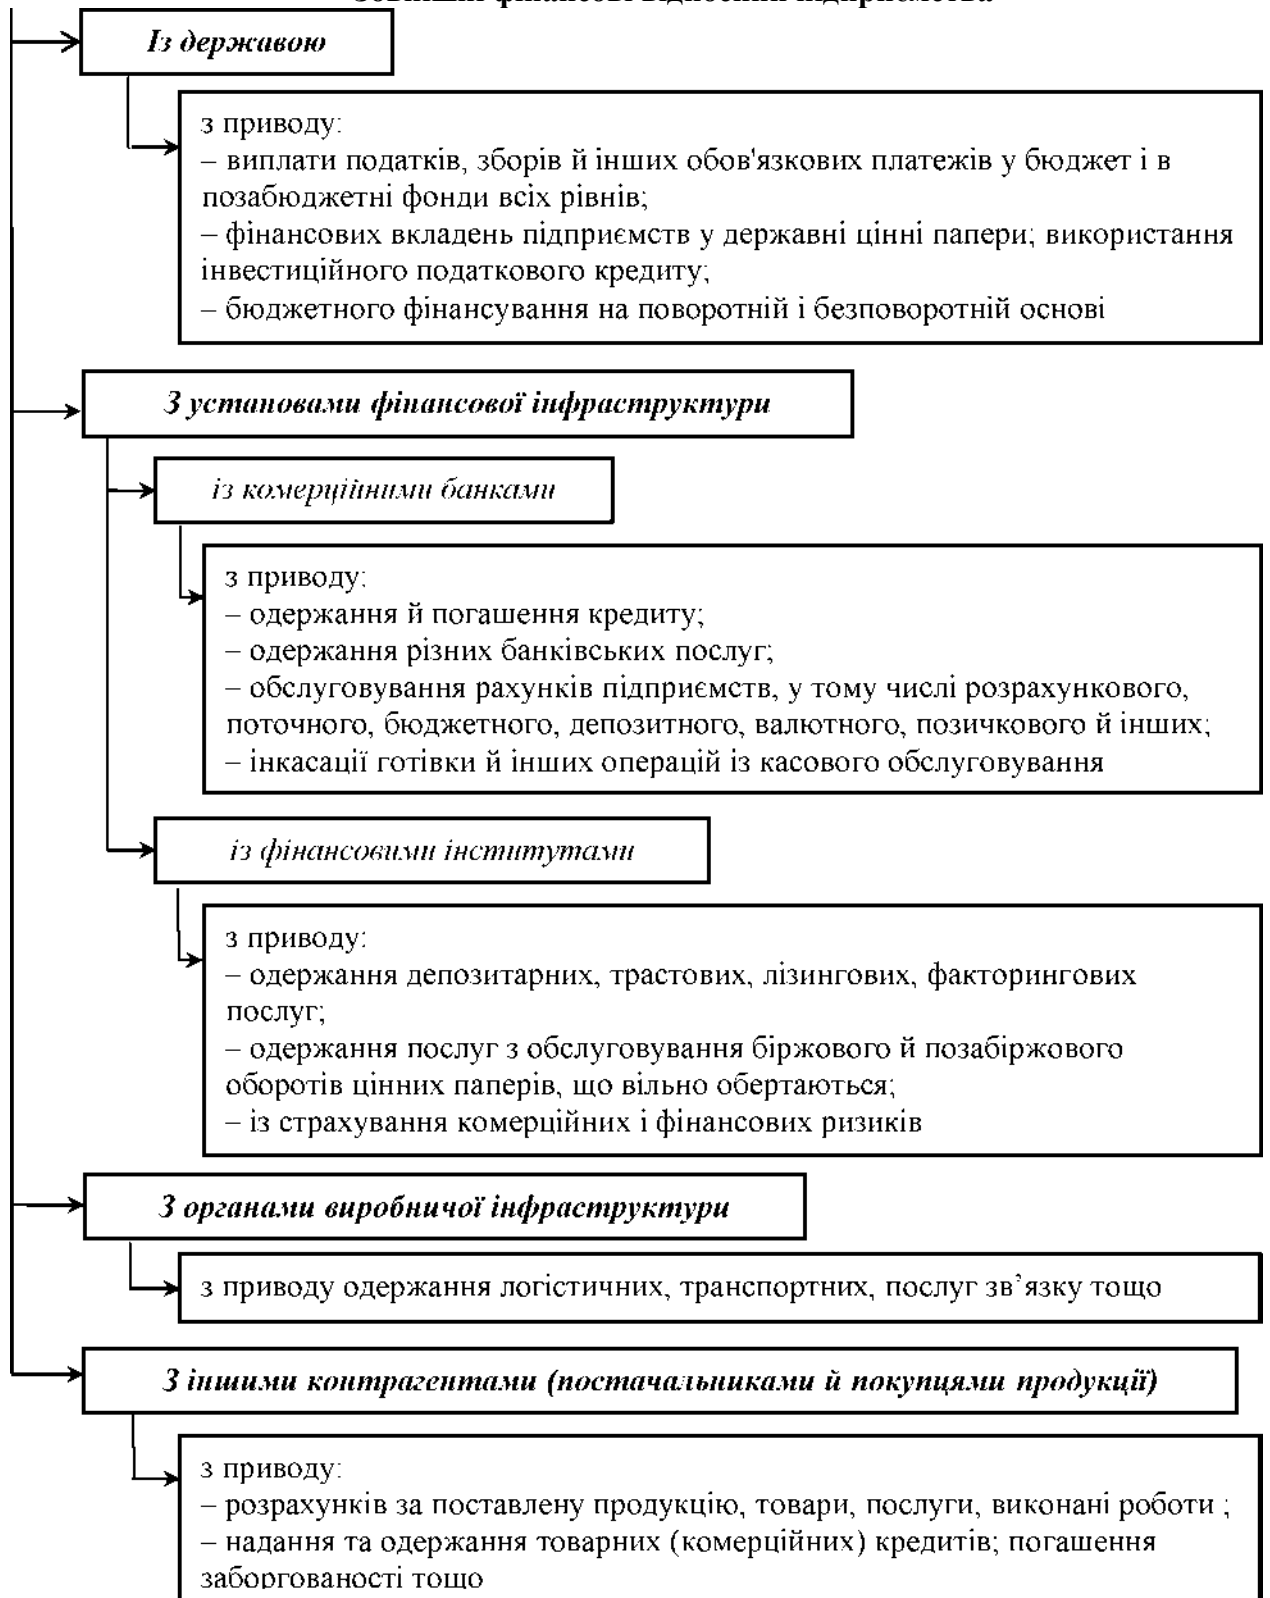 Зовнішні фінансові відносини підприємства
Із державою
з приводу:
– виплати податків, зборів й інших обов'язкових платежів у бюджет і в
позабюджетні фонди всіх рівнів;
– фінансових вкладень підприємств у державні цінні папери; використання
інвестиційного податкового кредиту;
– бюджетного фінансування на поворотній і безповоротній основі
З установами фінансової інфраструктури
із комерційними банками
з приводу:
– одержання й погашення кредиту;
– одержання різних банківських послуг;
– обслуговування рахунків підприємств, у тому числі розрахункового,
поточного, бюджетного, депозитного, валютного, позичкового й інших;
– інкасації готівки й інших операцій із касового обслуговування
із фінансовими інститутами
з приводу:
– одержання депозитарних, трастових, лізингових, факторингових
послуг;
– одержання послуг з обслуговування біржового й позабіржового
оборотів цінних паперів, що вільно обертаються;
– із страхування комерційних і фінансових ризиків
З органами виробничої інфраструктури
з приводу одержання логістичних, транспортних, послуг зв’язку тощо
З іншими контрагентами (постачальниками й покупцями продукції)
з приводу:
– розрахунків за поставлену продукцію, товари, послуги, виконані роботи ;
– надання та одержання товарних (комерційних) кредитів; погашення
заборгованості тощо